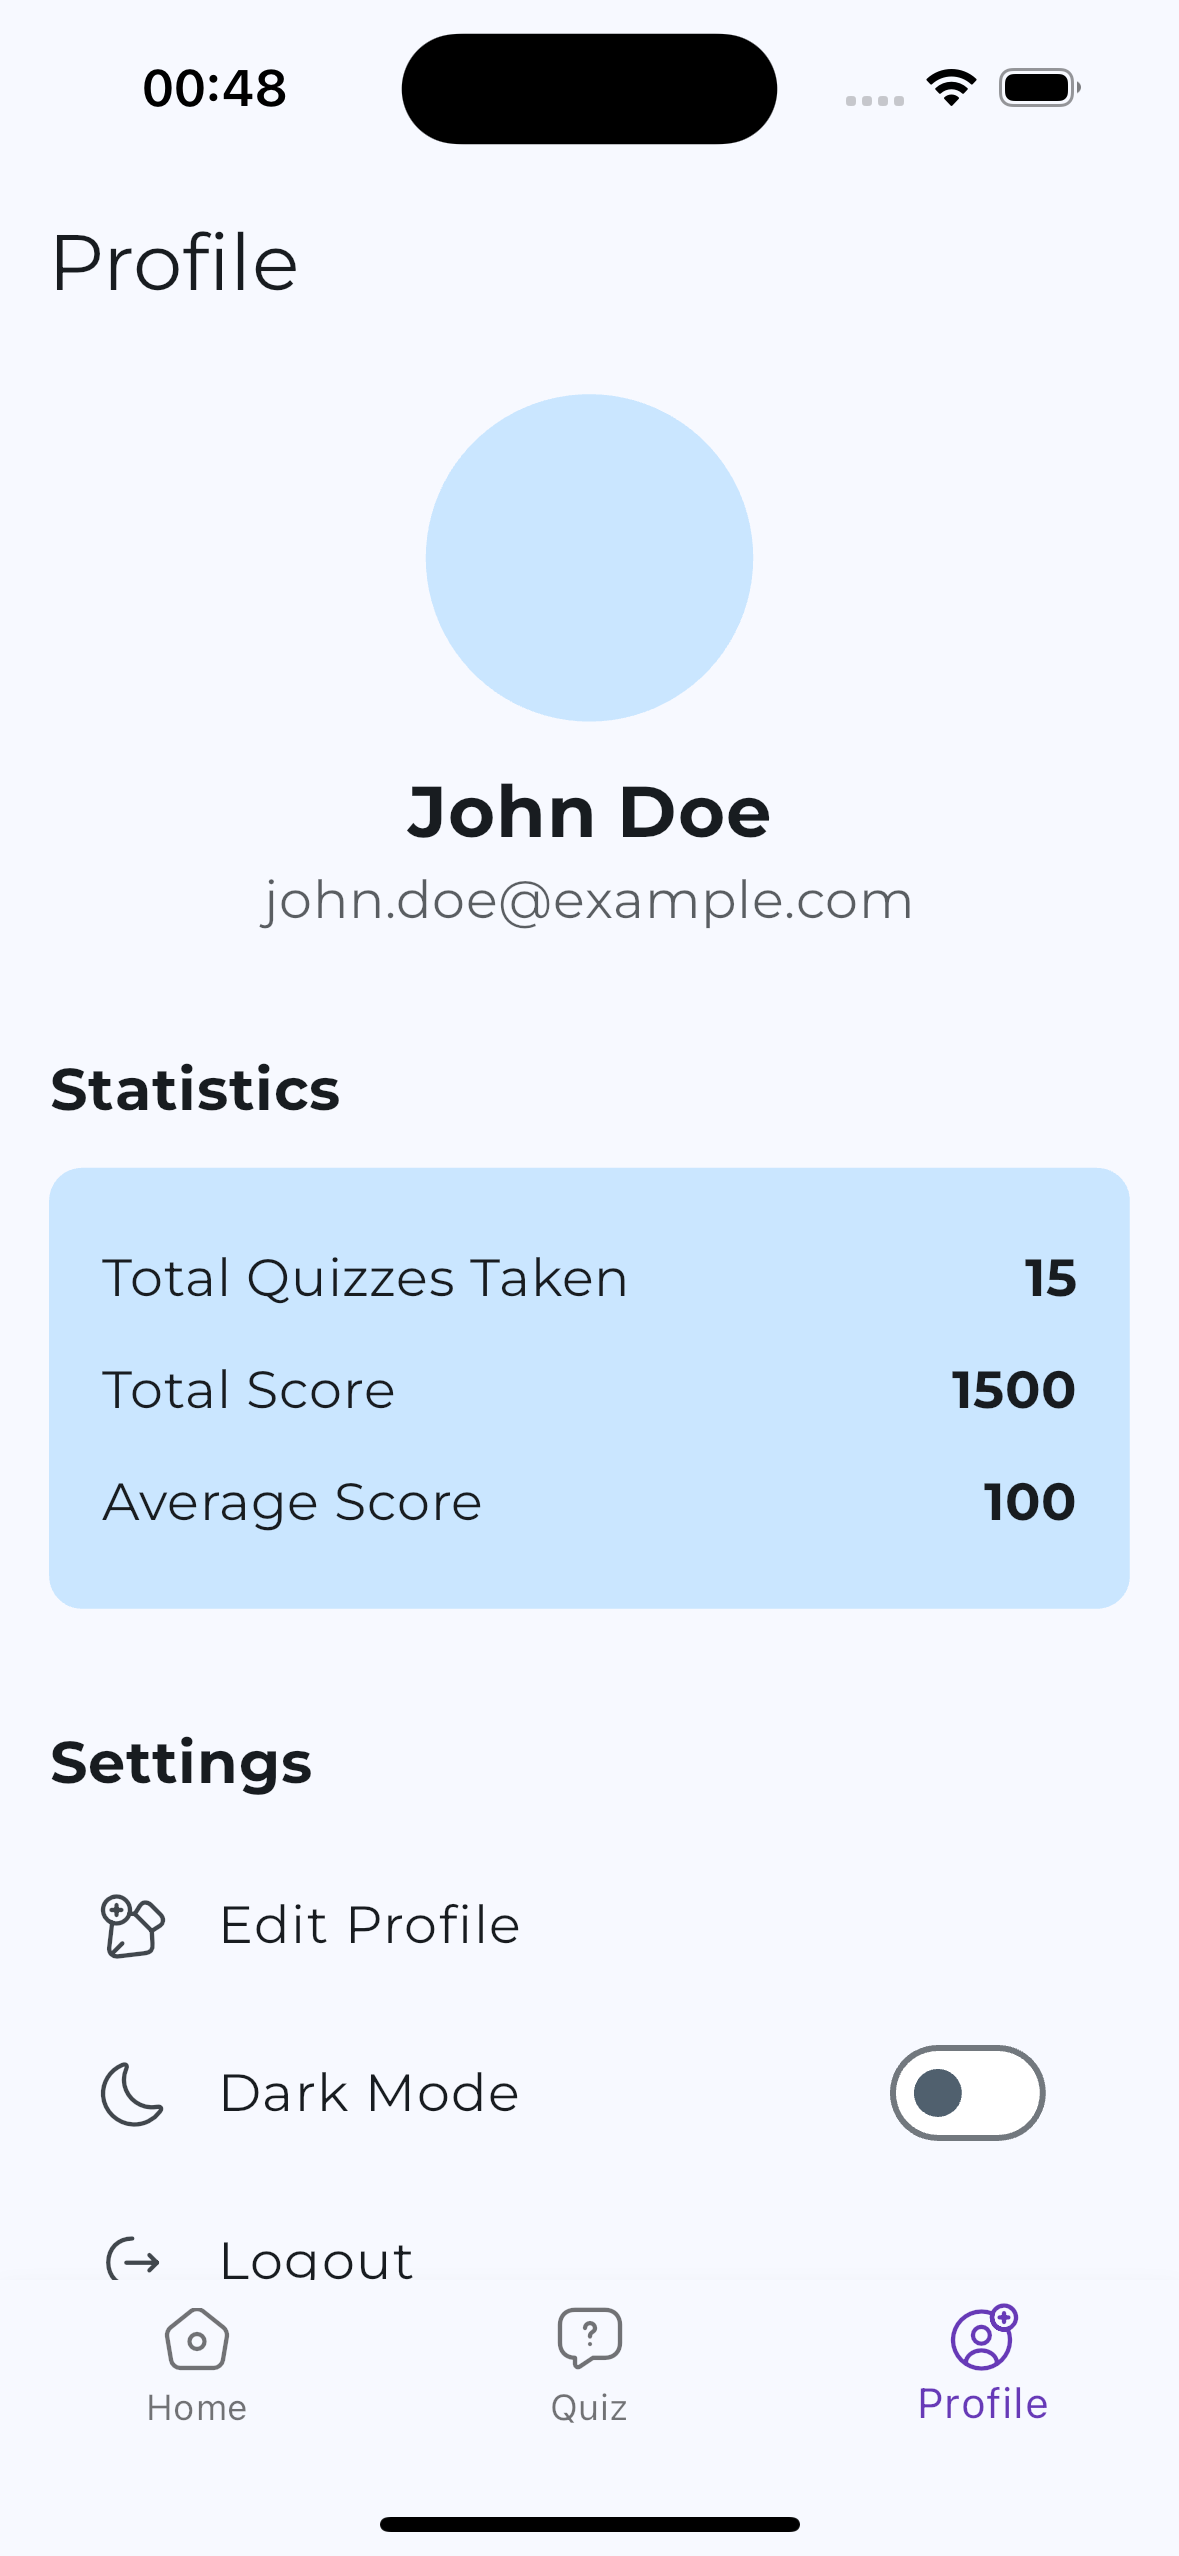 00:48
Profile
John Doe
john.doe@example.com
Statistics
Total Quizzes Taken 15
Total Score 1500
Average Score 100
Settings
Edit Profile
Dark Mode
Logout
Home Quiz Profile